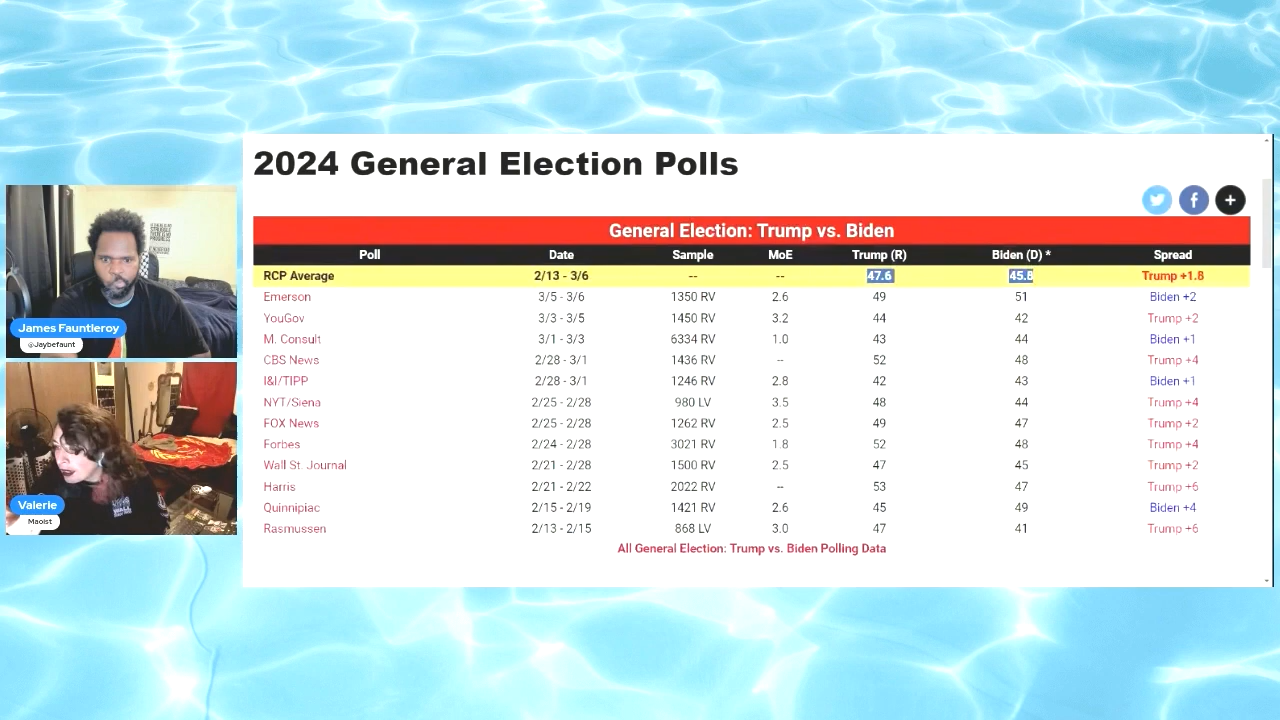 2024 General Election Polls
General Election: Trump vs. Biden
Poll Date Sample MoE Trump (R) Biden (D) * Spread
RCP Average 2/13 - 3/6 -- -- 47.6 45.8 Trump +1.8
Emerson 3/5 - 3/6 1350 RV 2.6 49 51 Biden +2
YouGov 3/3 - 3/5 1450 RV 3.2 44 42 Trump +2
M. Consult 3/1 - 3/3 6334 RV 1.0 43 44 Biden +1
CBS News 2/28 - 3/1 1436 RV -- 52 48 Trump +4
I&I/TIPP 2/28 - 3/1 1246 RV 2.8 42 43 Biden +1
NYT/Siena 2/25 - 2/28 980 LV 3.5 48 44 Trump +4
FOX News 2/25 - 2/28 1262 RV 2.5 49 47 Trump +2
Forbes 2/24 - 2/28 3021 RV 1.8 52 48 Trump +4
Wall St. Journal 2/21 - 2/28 1500 RV 2.5 47 45 Trump +2
Harris 2/21 - 2/22 2022 RV -- 53 47 Trump +6
Quinnipiac 2/15 - 2/19 1421 RV 2.6 45 49 Biden +4
Rasmussen 2/13 - 2/15 868 LV 3.0 47 41 Trump +6
All General Election: Trump vs. Biden Polling Data
James Fauntleroy
@Jaybefaunt
Valerie
Maoist